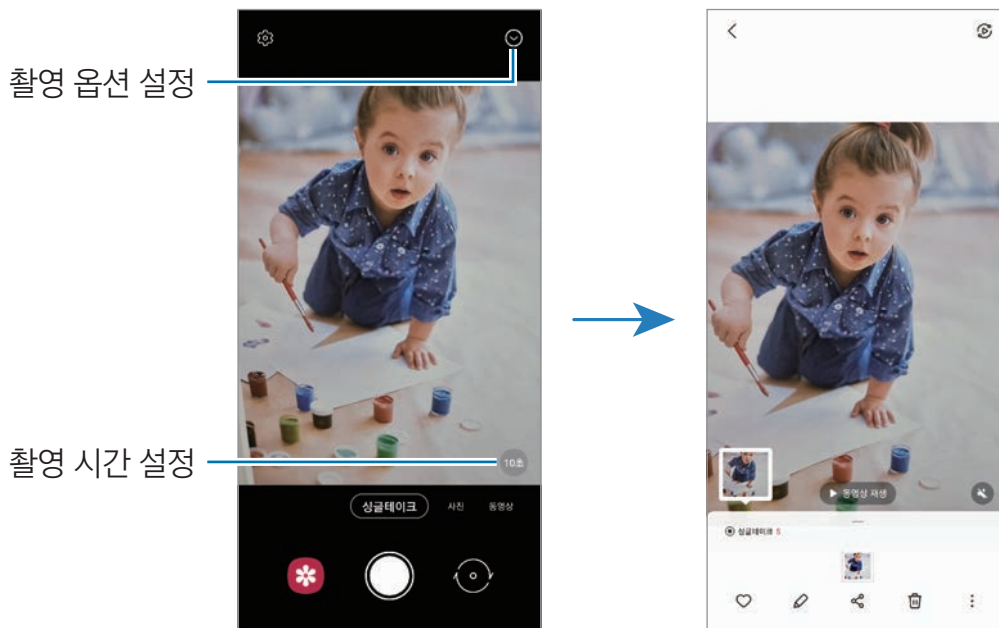 촬영 옵션 설정
촬영 시간 설정
10초
싱글테이크 사진 동영상
동영상 재생
싱글테이크 5